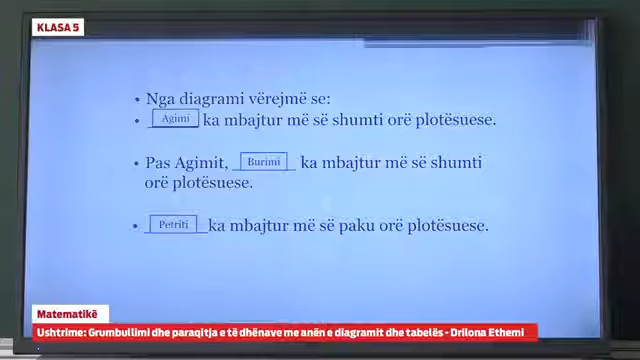 KLASA 5
• Nga diagrami vërejmë se:
• Agimi ka mbajtur më së shumti orë plotësuese.
• Pas Agimit, Burimi ka mbajtur më së shumti
orë plotësuese.
• Petriti ka mbajtur më së paku orë plotësuese.
Matematikë
Ushtrime: Grumbullimi dhe paraqitja e të dhënave me anën e diagramit dhe tabelës - Drilona Ethemi